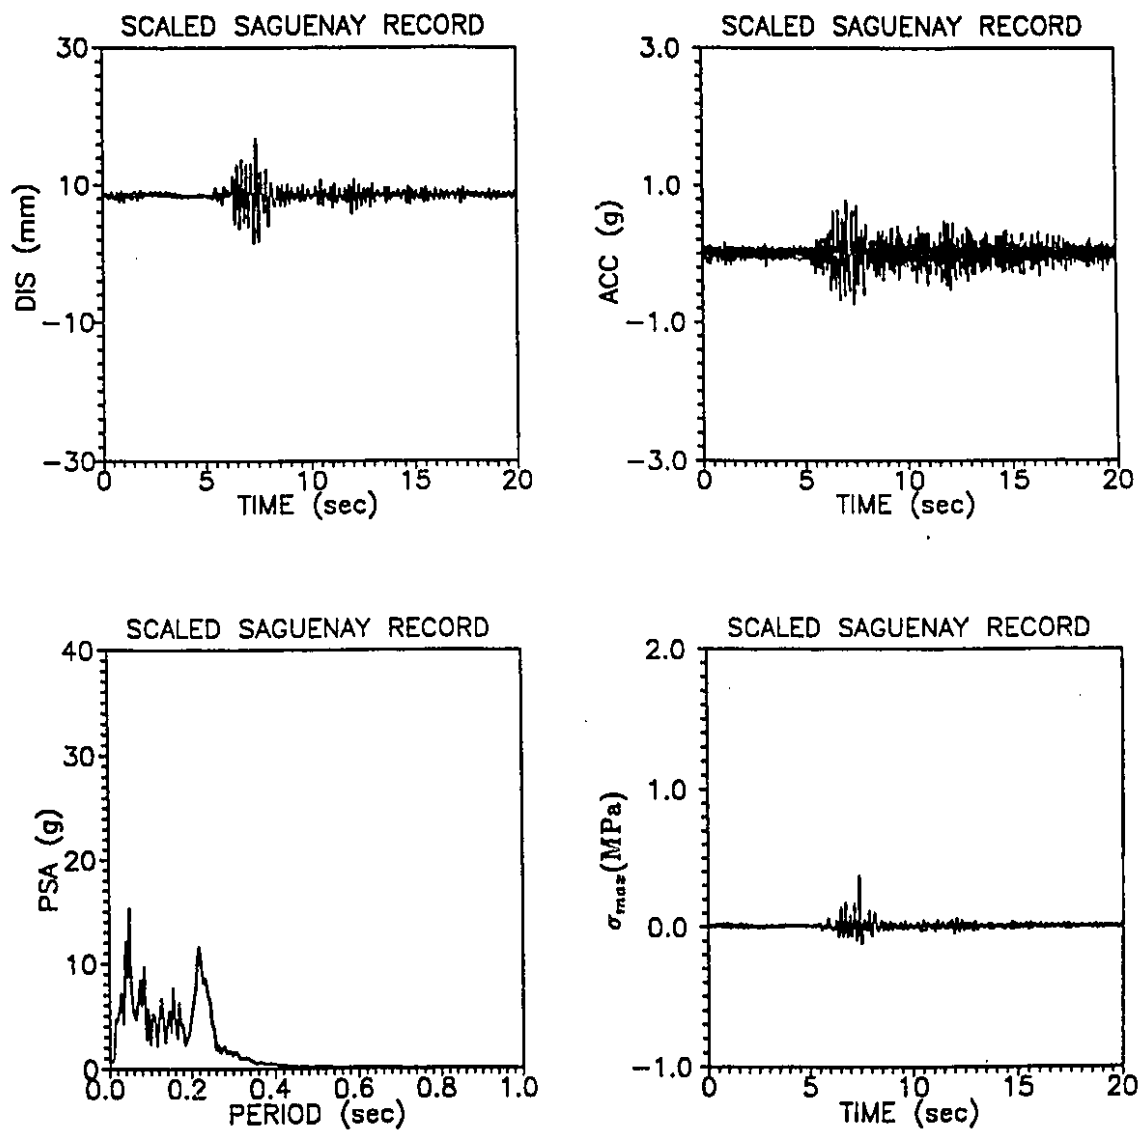 SCALED SAGUENAY RECORD
30
10
-10
-30
DIS (mm)
0 5 10 15 20
TIME (sec)
SCALED SAGUENAY RECORD
3.0
1.0
-1.0
-3.0
ACC (g)
0 5 10 15 20
TIME (sec)
SCALED SAGUENAY RECORD
40
30
20
10
0
PSA (g)
0.0 0.2 0.4 0.6 0.8 1.0
PERIOD (sec)
SCALED SAGUENAY RECORD
2.0
1.0
0.0
-1.0
σmax(MPa)
0 5 10 15 20
TIME (sec)